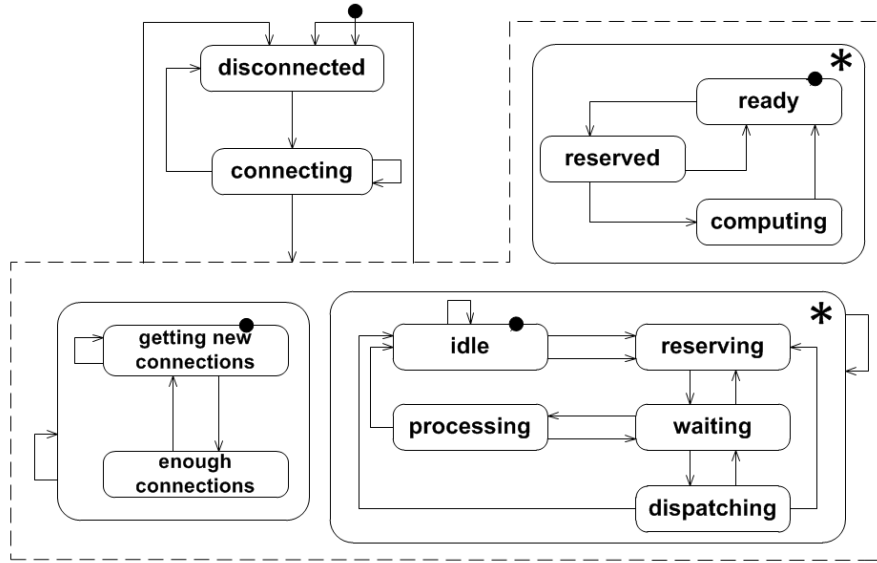 disconnected
connecting
*
ready
reserved
computing
getting new
connections
enough
connections
*
idle
reserving
processing
waiting
dispatching